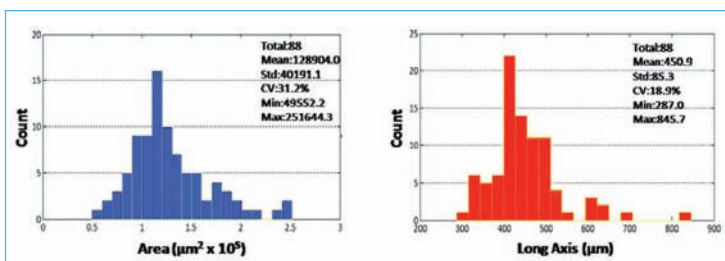 20
15
10
5
0
Count
Total:88
Mean:128904.0
Std:40191.1
CV:31.2%
Min:49552.2
Max:251644.3
0 0.5 1 1.5 2 2.5 3
Area (µm² x 10⁵)
25
20
15
10
5
0
Count
Total:88
Mean:450.9
Std:85.3
CV:18.9%
Min:287.0
Max:845.7
200 300 400 500 600 700 800 900
Long Axis (µm)